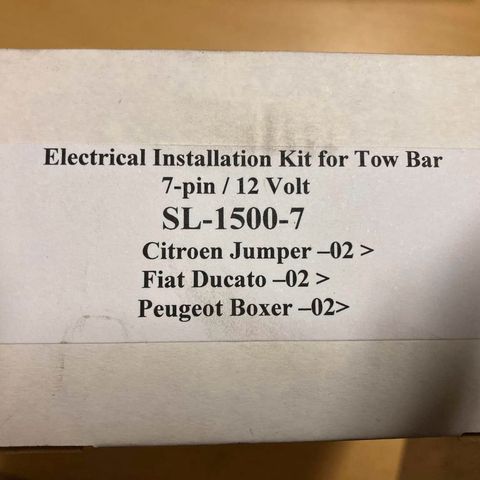 Electrical Installation Kit for Tow Bar
7-pin / 12 Volt
SL-1500-7
Citroen Jumper –02 >
Fiat Ducato –02 >
Peugeot Boxer –02>